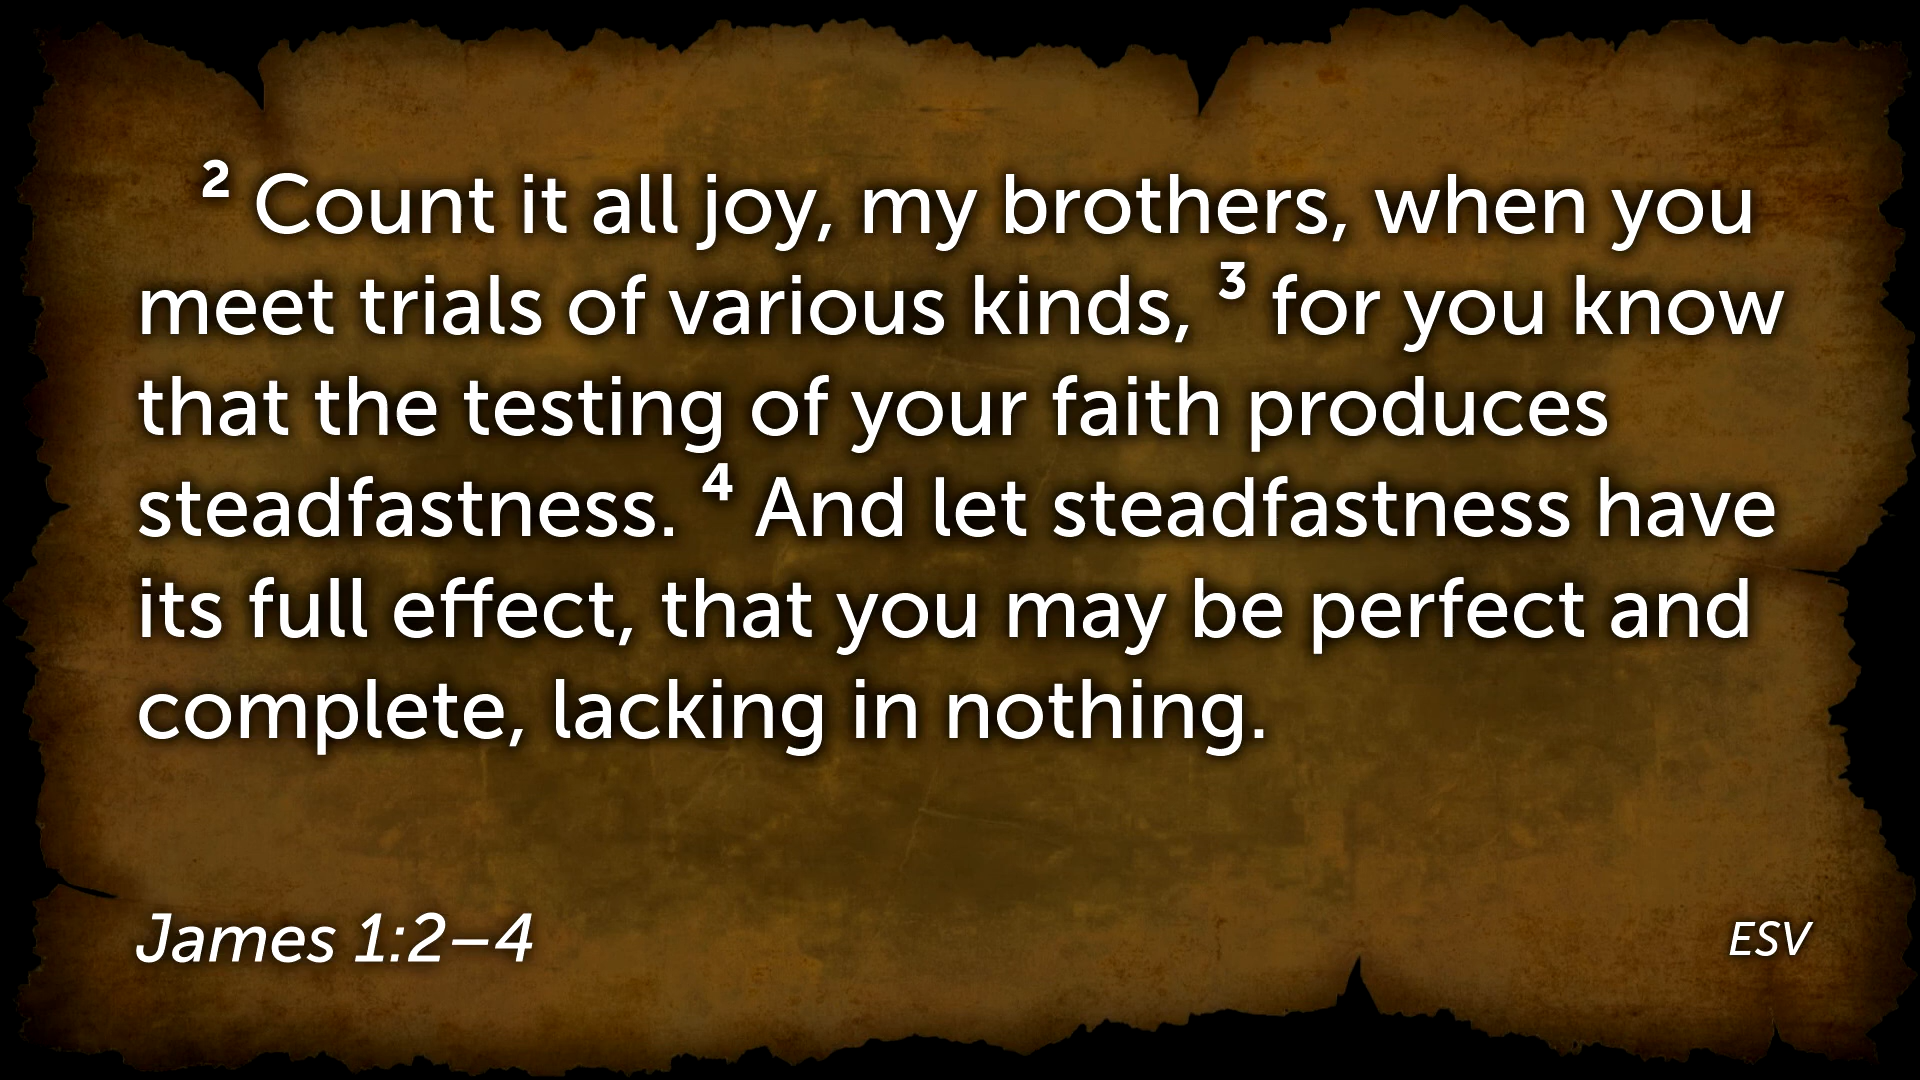 ² Count it all joy, my brothers, when you
meet trials of various kinds, ³ for you know
that the testing of your faith produces
steadfastness. ⁴ And let steadfastness have
its full effect, that you may be perfect and
complete, lacking in nothing.
James 1:2–4
ESV